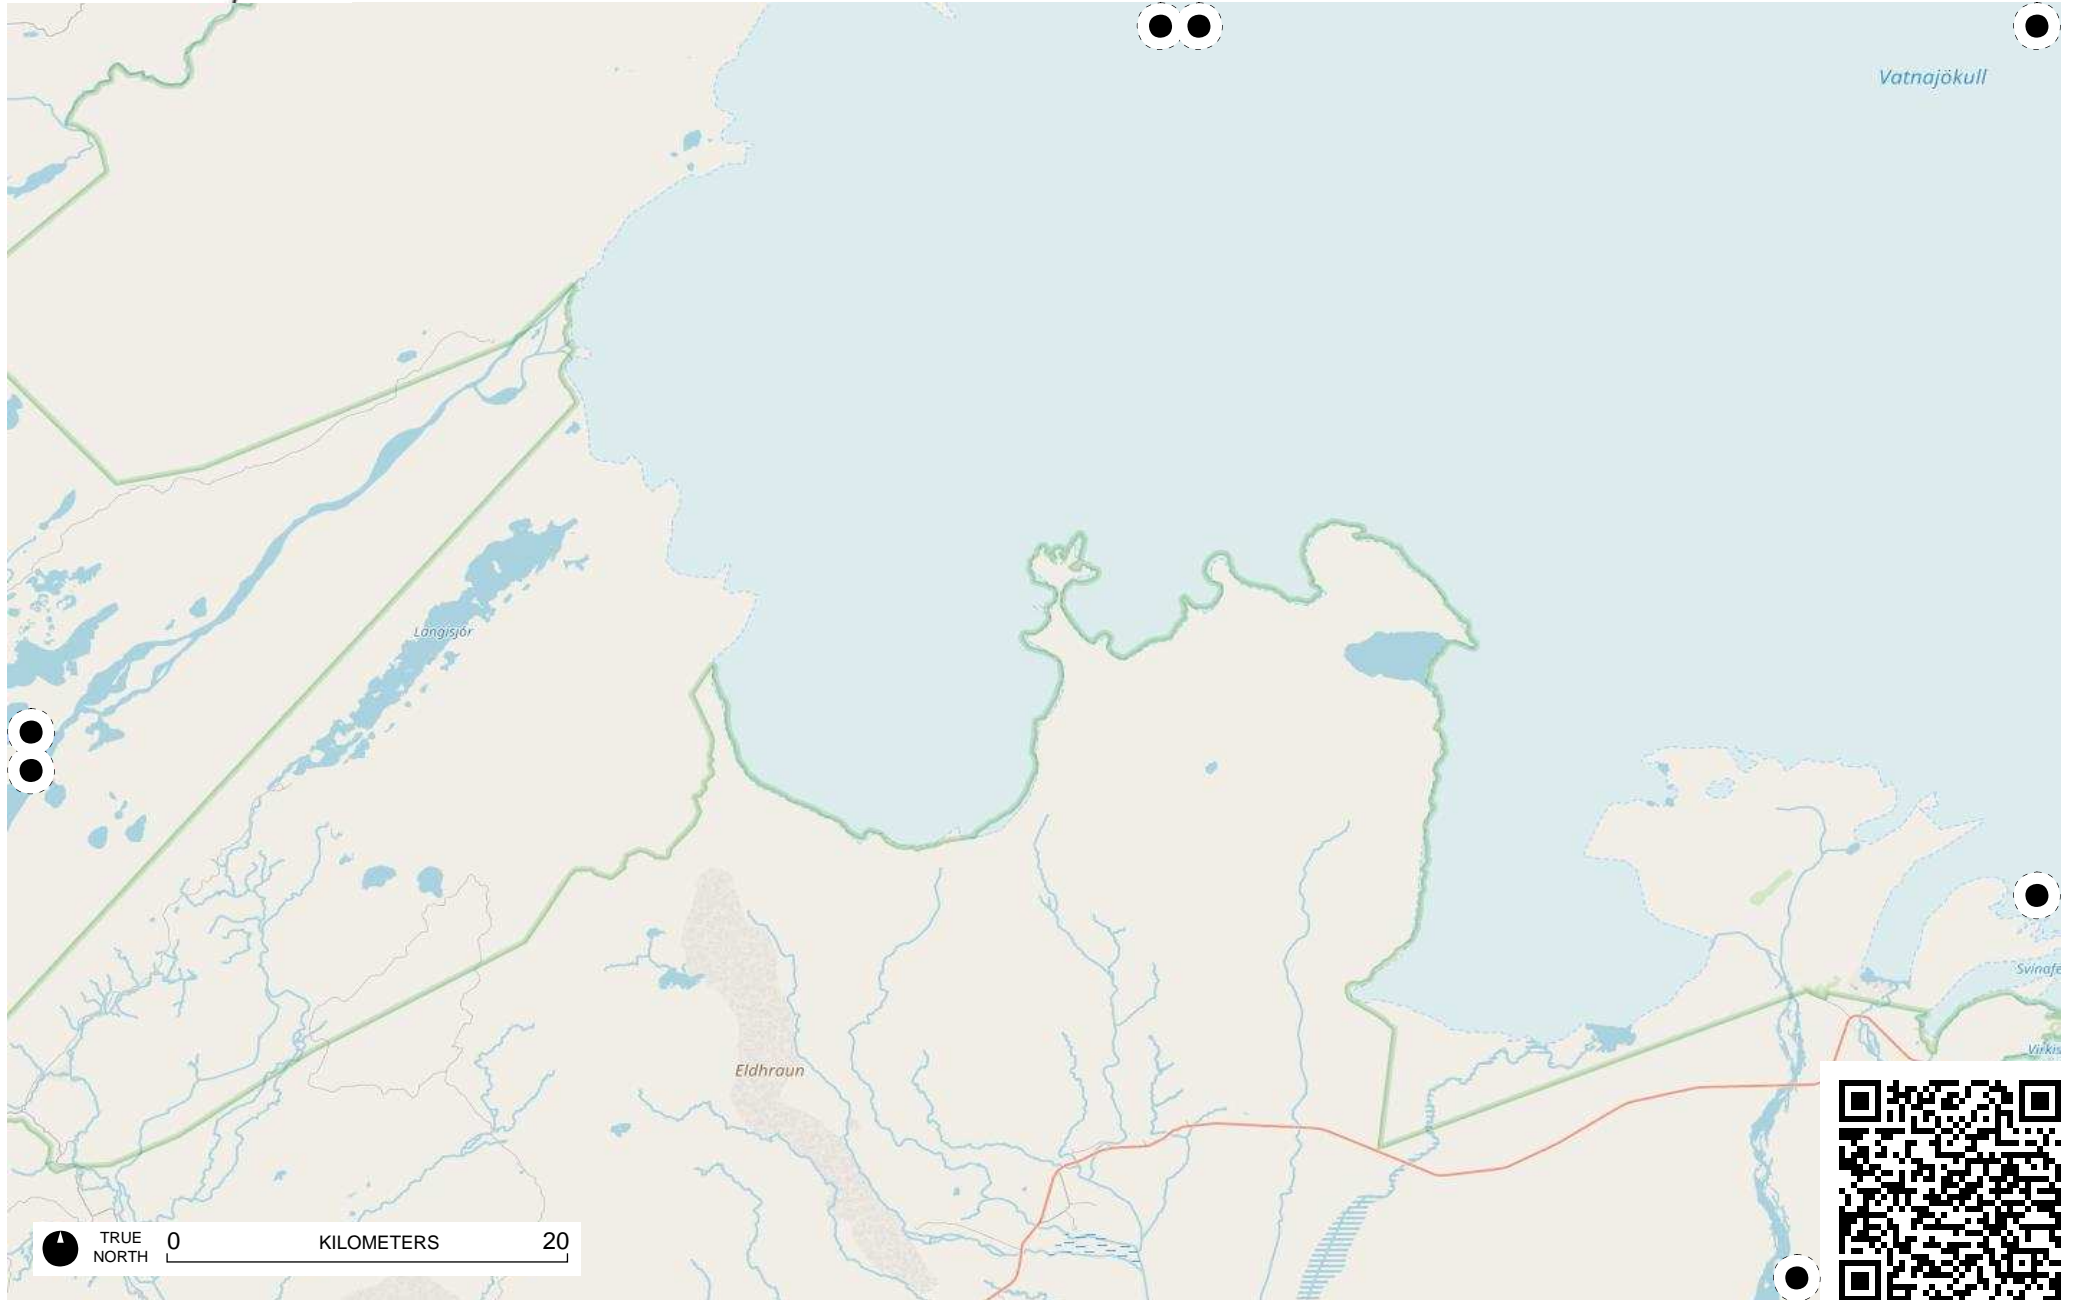 Vatnajökull
Langisjór
Eldhraun
TRUE
NORTH
0 KILOMETERS 20